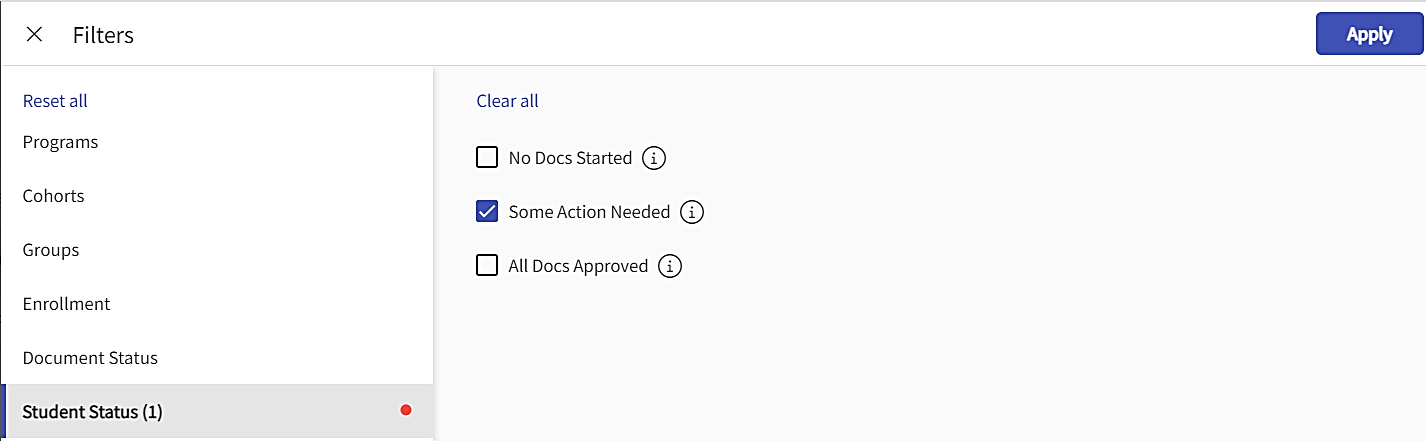 Filters
Apply
Reset all
Programs
Cohorts
Groups
Enrollment
Document Status
Student Status (1)
Clear all
No Docs Started
Some Action Needed
All Docs Approved